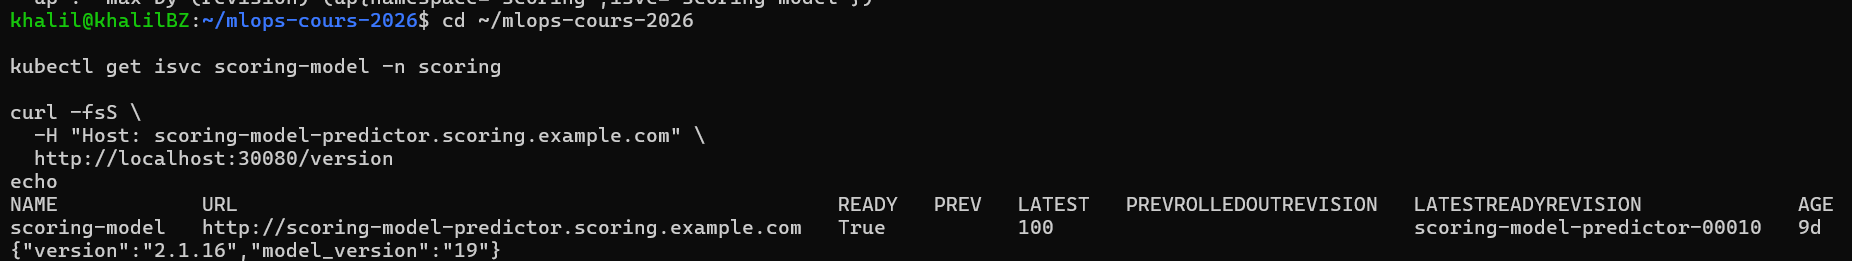 khalil@khalilBZ:~/mlops-cours-2026$ cd ~/mlops-cours-2026
kubectl get isvc scoring-model -n scoring
curl -fsS \
  -H "Host: scoring-model-predictor.scoring.example.com" \
  http://localhost:30080/version
echo
NAME            URL                                                  READY   PREV   LATEST   PREVROLLEDOUTREVISION   LATESTREADYREVISION             AGE
scoring-model   http://scoring-model-predictor.scoring.example.com   True           100                              scoring-model-predictor-00010   9d
{"version":"2.1.16","model_version":"19"}